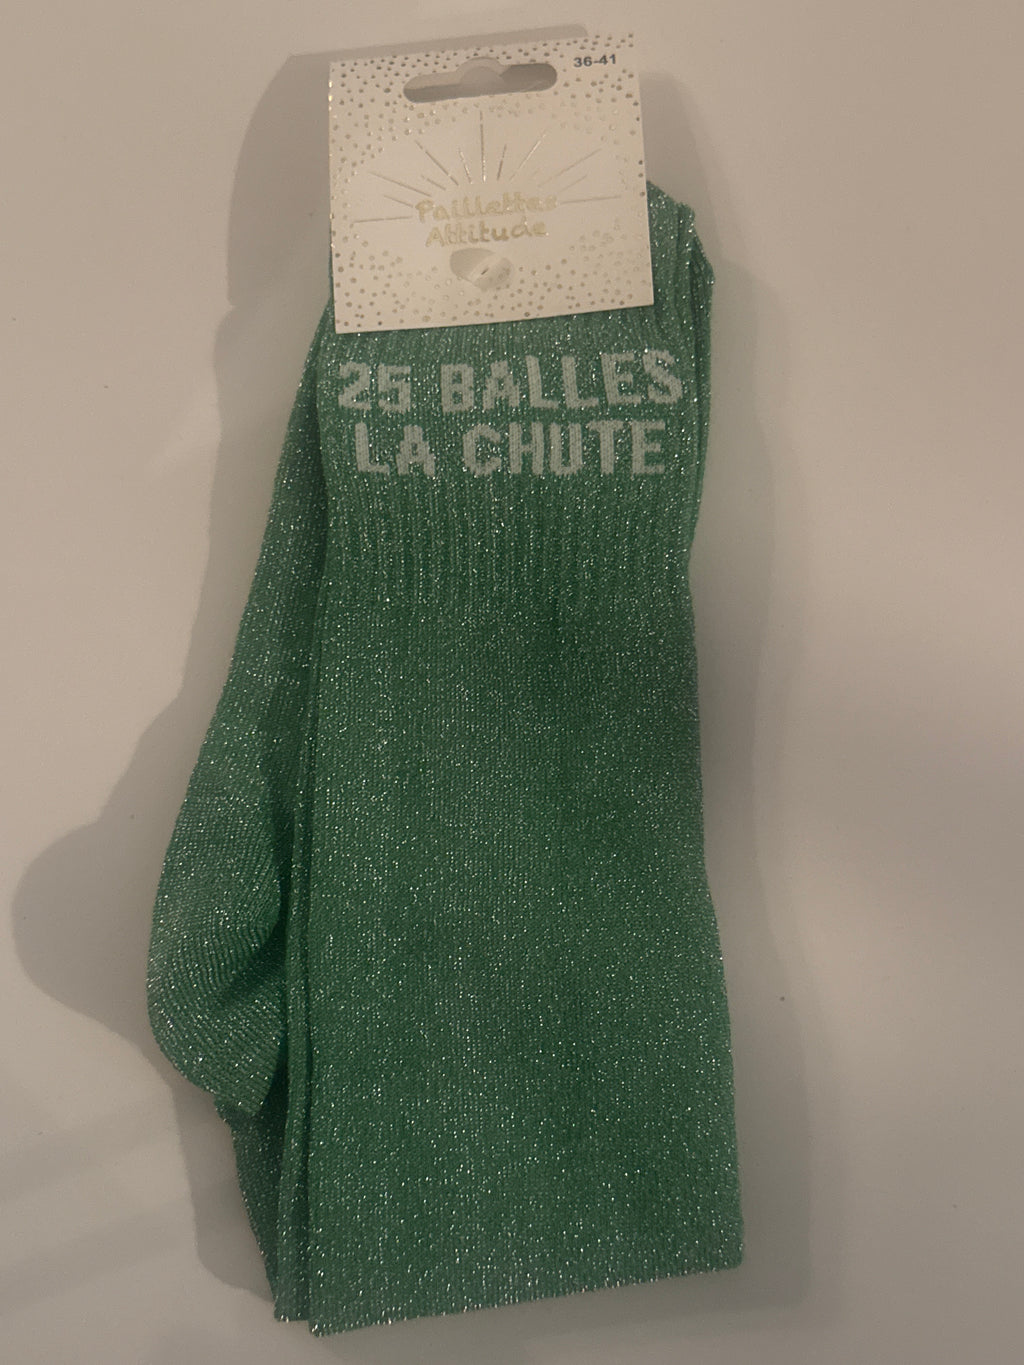 36-41
Paillettes
Attitude
25 BALLES
LA CHUTE